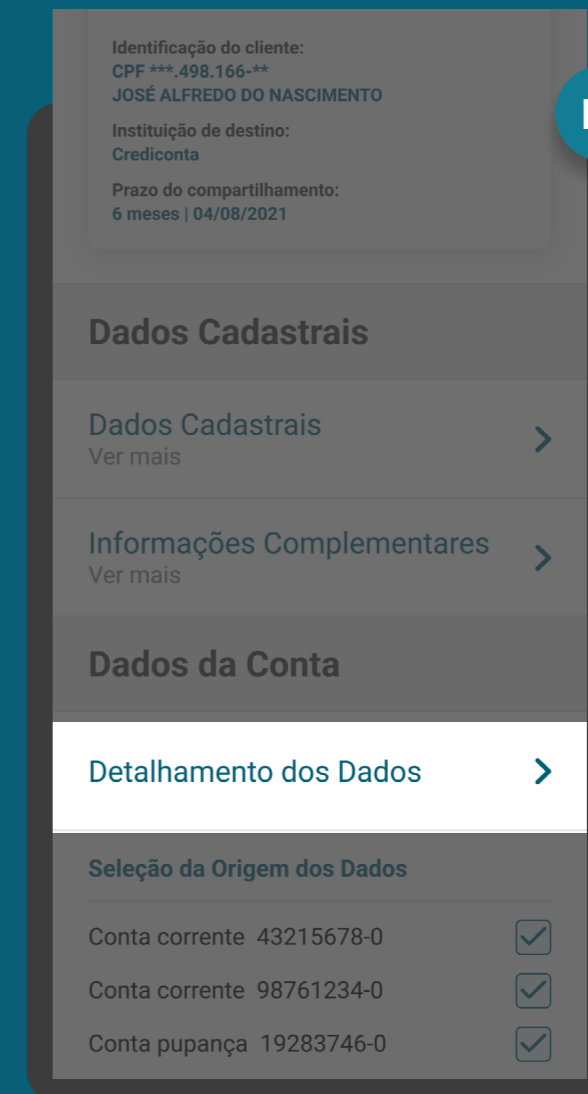 Identificação do cliente:
CPF ***.498.166-**
JOSÉ ALFREDO DO NASCIMENTO
Instituição de destino:
Crediconta
Prazo do compartilhamento:
6 meses | 04/08/2021
Dados Cadastrais
Dados Cadastrais
Ver mais
Informações Complementares
Ver mais
Dados da Conta
Detalhamento dos Dados
Seleção da Origem dos Dados
Conta corrente 43215678-0
Conta corrente 98761234-0
Conta pupança 19283746-0